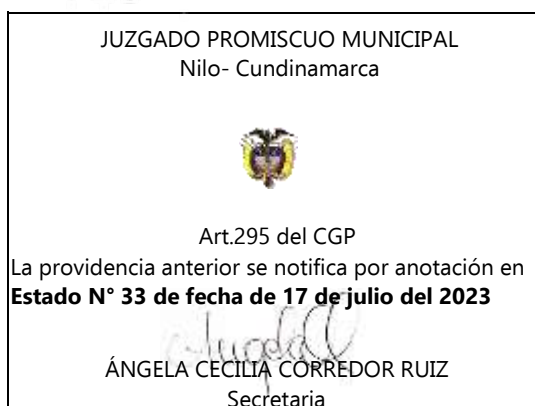 JUZGADO PROMISCUO MUNICIPAL
Nilo- Cundinamarca
Art.295 del CGP
La providencia anterior se notifica por anotación en
Estado N° 33 de fecha de 17 de julio del 2023
ÁNGELA CECILIA CORREDOR RUIZ
Secretaria